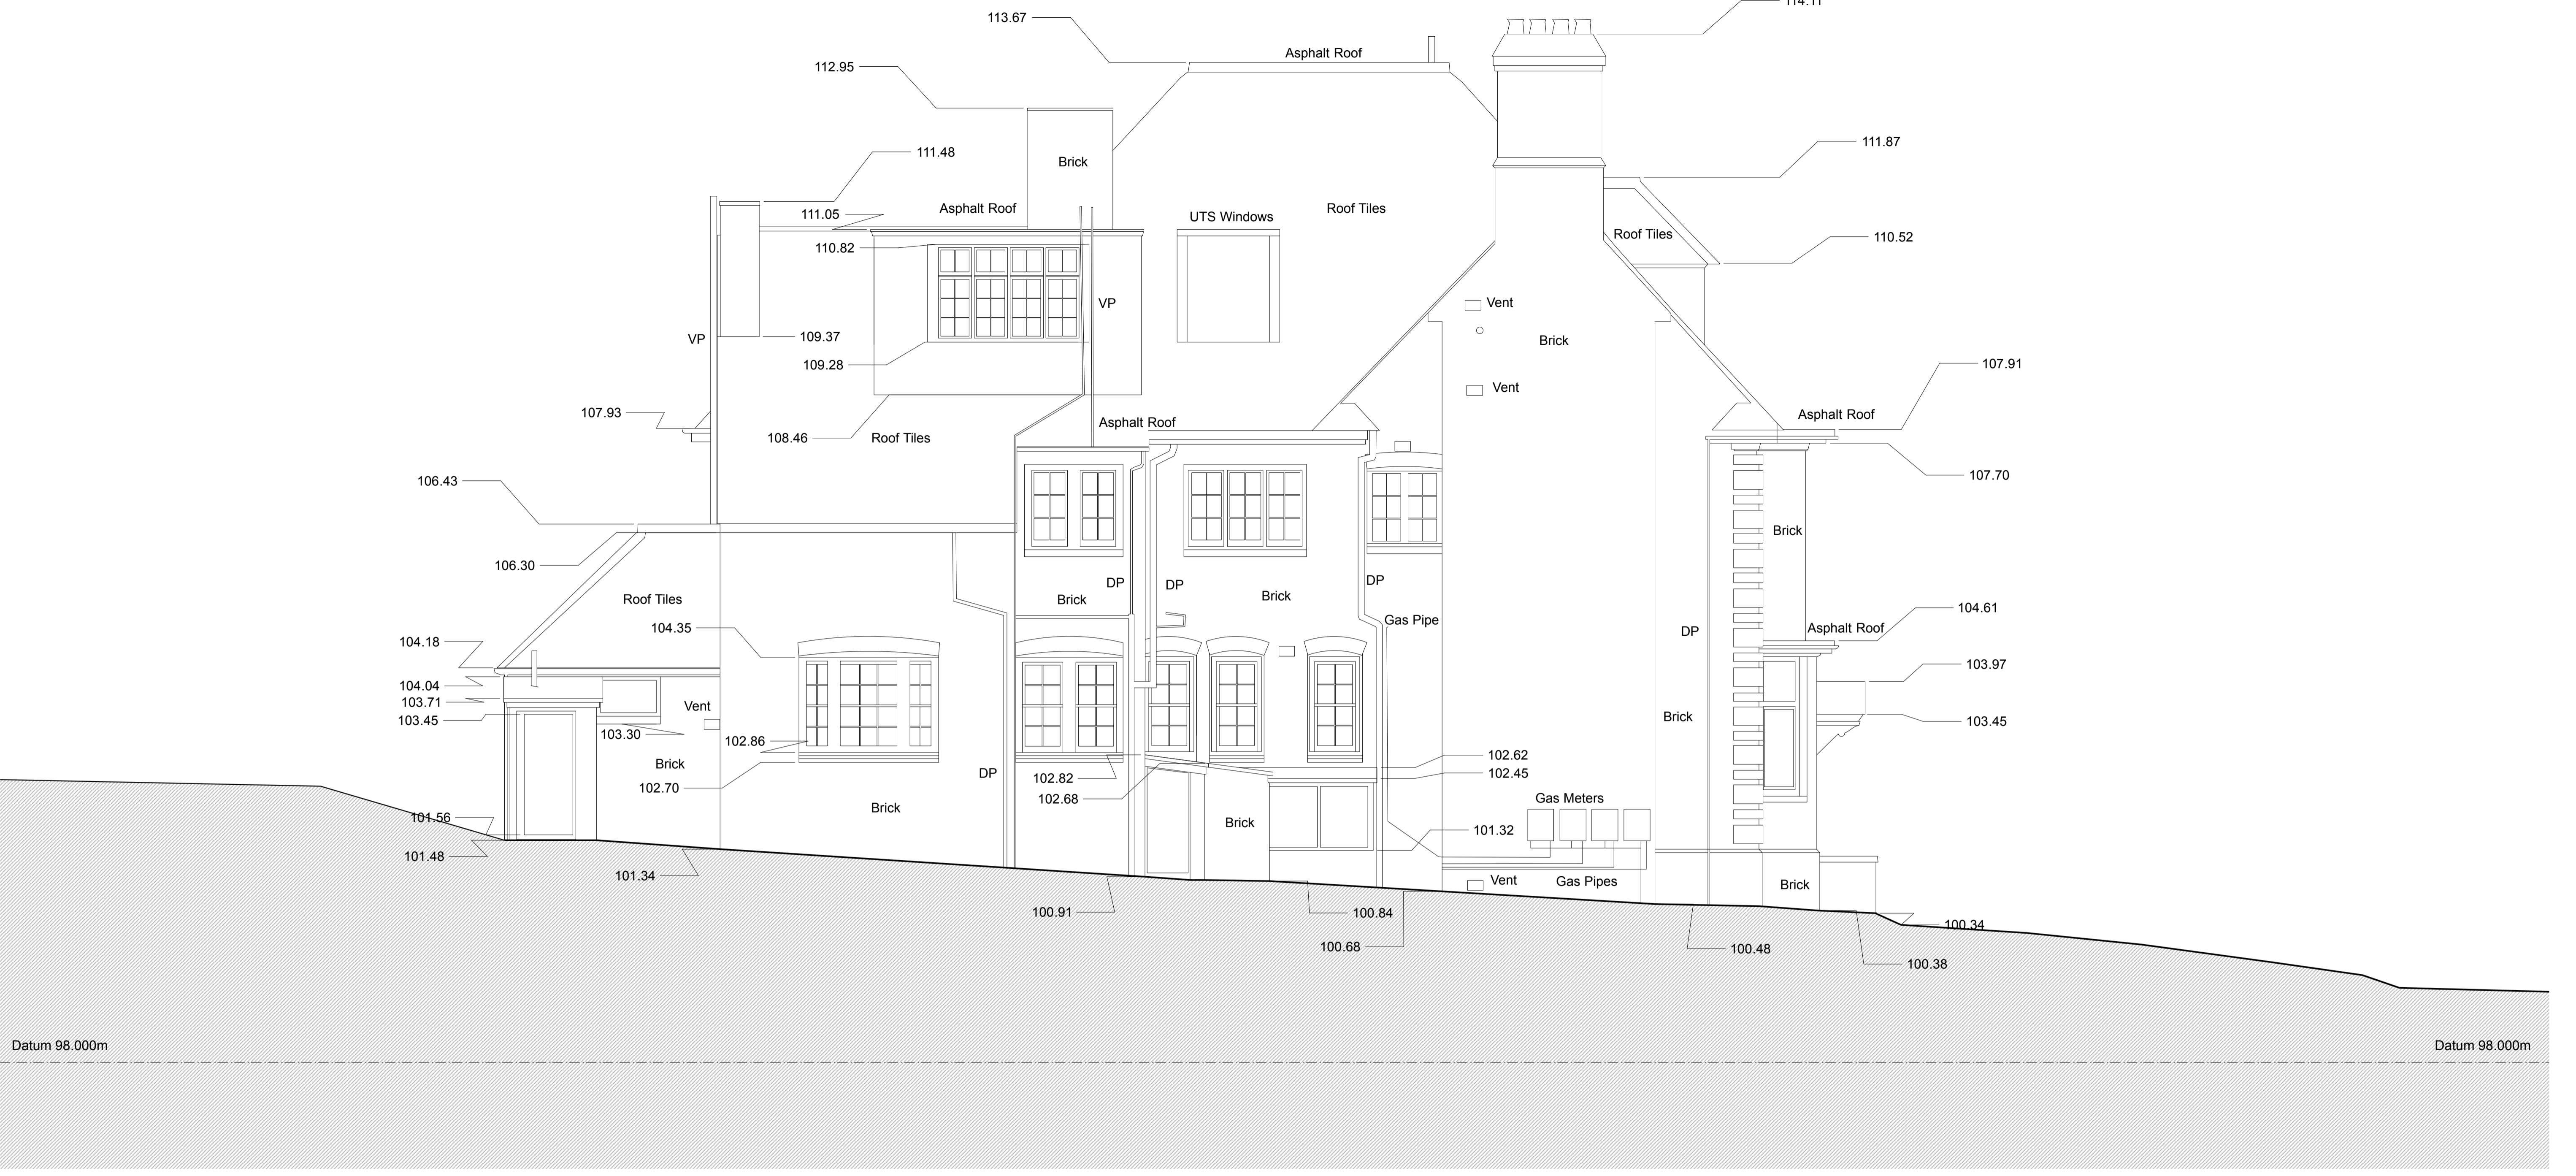 114.11
113.67
Asphalt Roof
112.95
111.87
111.48
Brick
111.05
Asphalt Roof
UTS Windows
Roof Tiles
Roof Tiles
110.52
110.82
Vent
VP
109.37
VP
Brick
109.28
107.91
Vent
107.93
Asphalt Roof
Asphalt Roof
108.46
Roof Tiles
107.70
106.43
Brick
106.30
DP
DP
DP
Brick
Brick
Roof Tiles
104.61
Gas Pipe
104.35
DP
Asphalt Roof
104.18
103.97
104.04
103.71
Vent
103.45
Brick
103.45
103.30
102.86
102.62
Brick
DP
102.82
102.45
102.70
102.68
Gas Meters
Brick
101.56
Brick
101.32
101.48
101.34
Vent
Gas Pipes
Brick
100.91
100.84
100.34
100.68
100.48
100.38
Datum 98.000m
Datum 98.000m